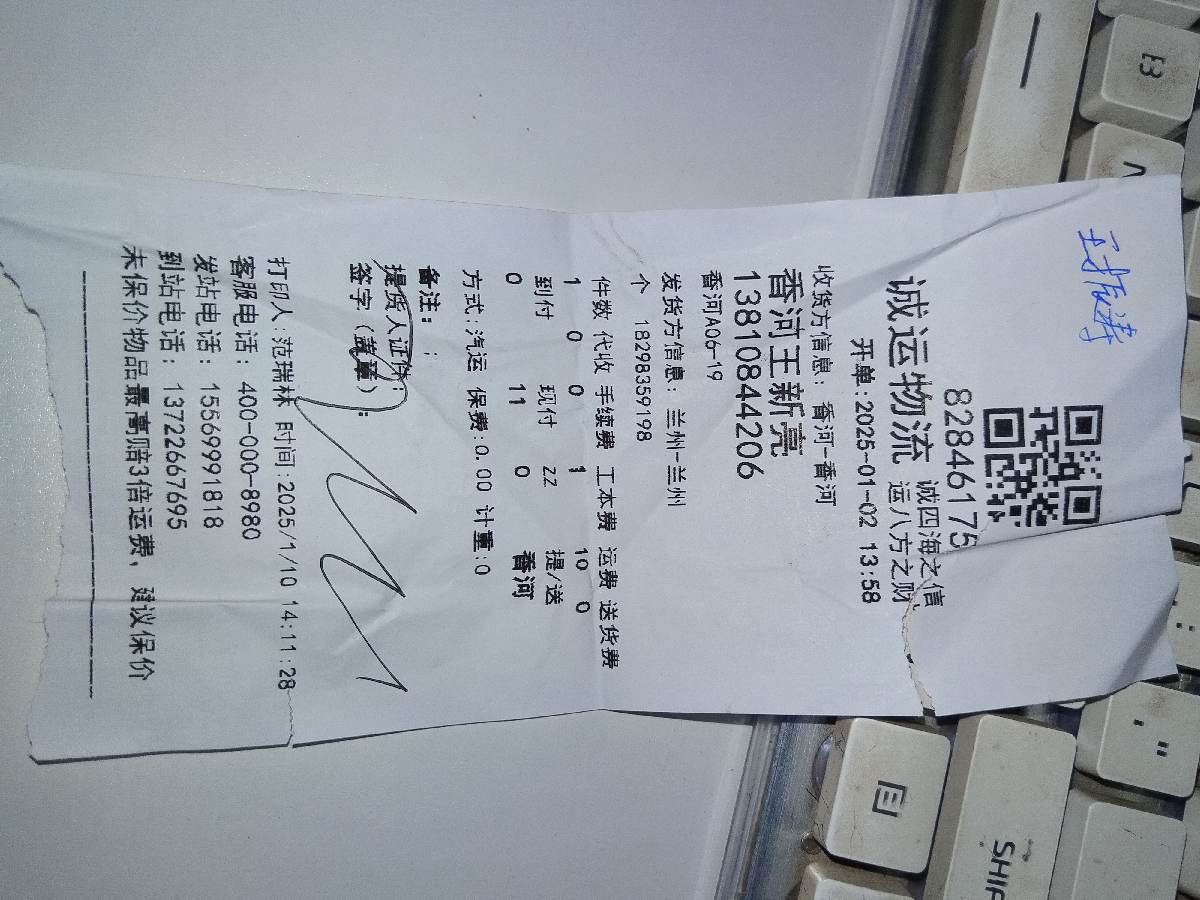 王振涛
82846175
诚运物流 诚四海之信
运八方之财
开单:2025-01-02 13:58
收货方信息: 香河-香河
香河王新亮
13810844206
香河A06-19
发货方信息: 兰州-兰州
个 18298359198
件数 代收 手续费 工本费 运费 送货费
1 0 0 1 10 0
到付 现付 ZZ 提/送
0 11 0 香河
方式:汽运 保费:0.00 计重:0
备注: :
提货人证件:
签字(盖章):
打印人:范瑞林 时间:2025/1/10 14:11:28
客服电话: 400-000-8980
发站电话: 15569991818
到站电话: 13722667695
未保价物品最高赔3倍运费, 建议保价
B
SHIF